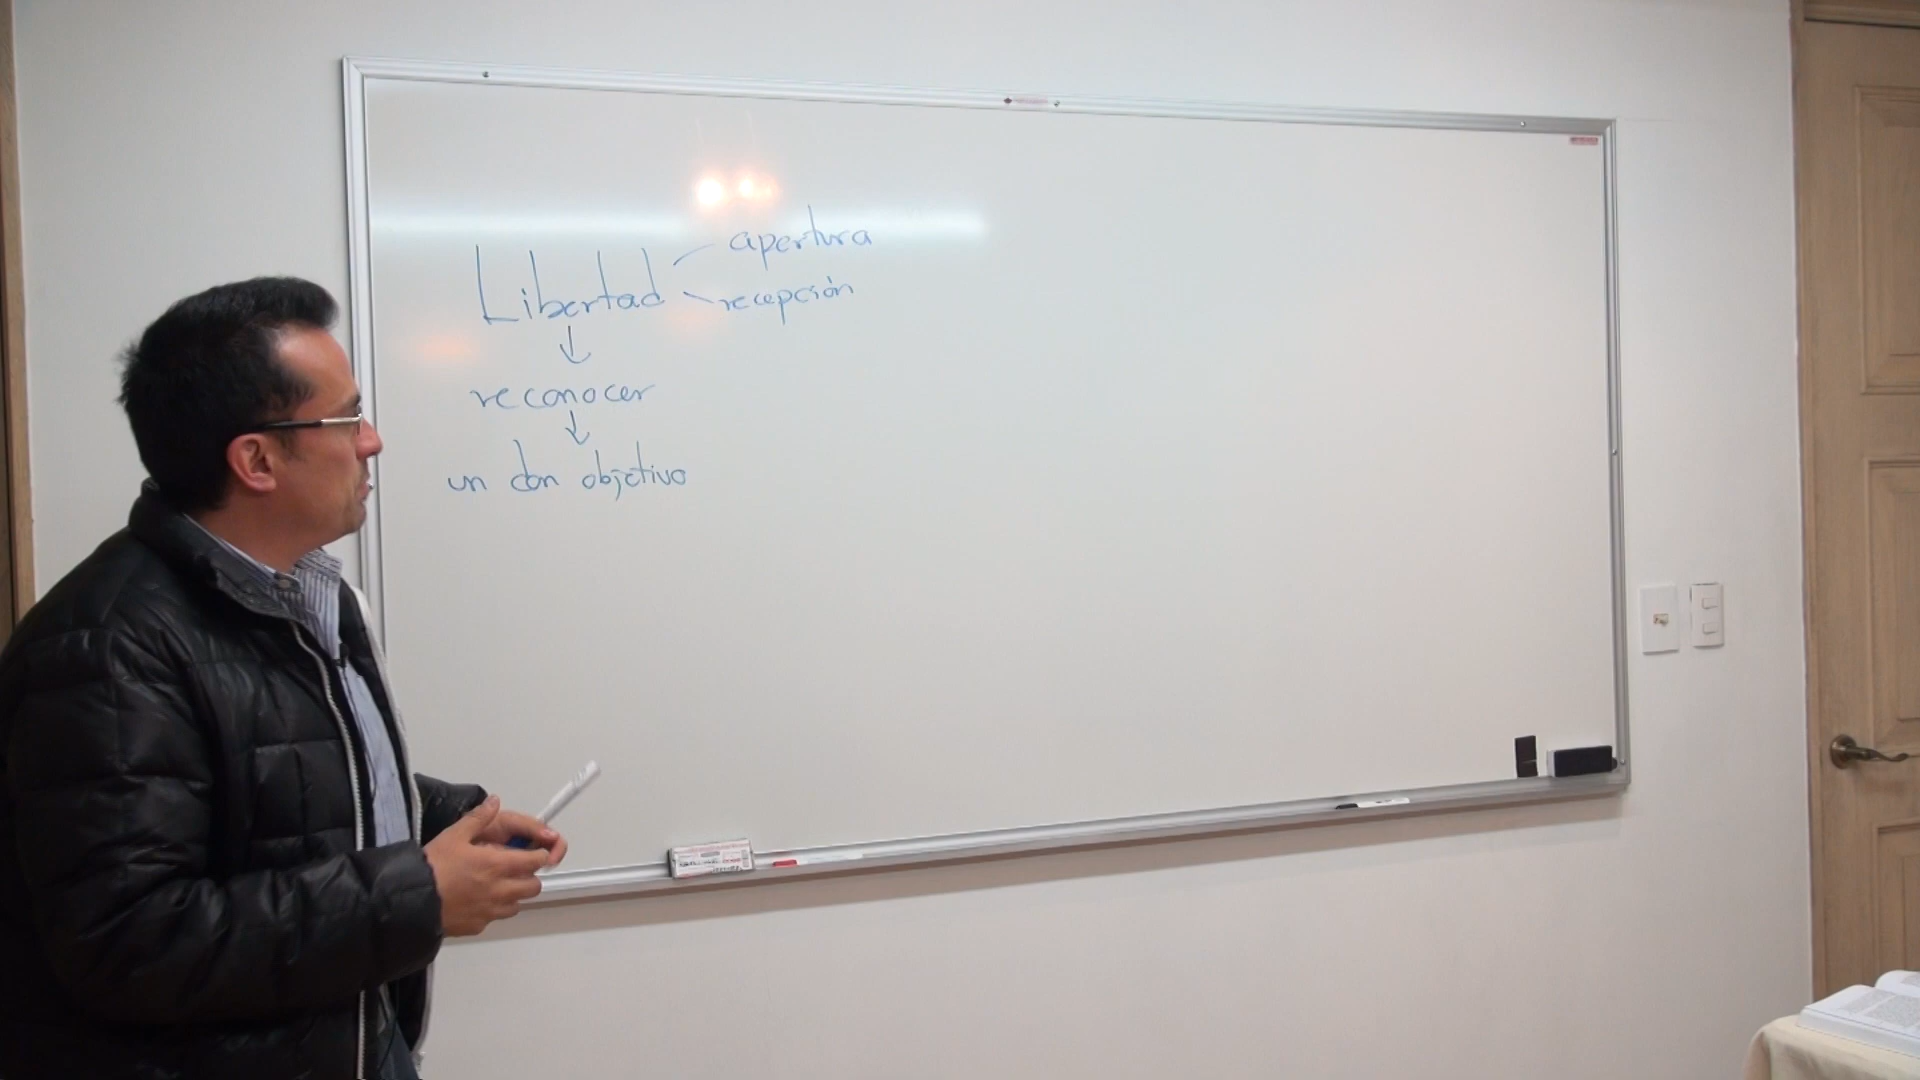 apertura
Libertad
recepción
reconocer
un don objetivo